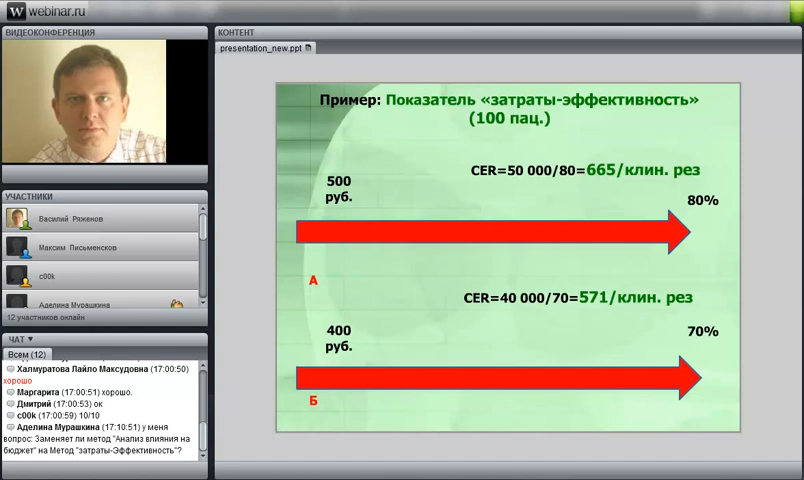 webinar.ru
ВИДЕОКОНФЕРЕНЦИЯ
УЧАСТНИКИ
Василий Ряженов
Максим Письменсков
c00k
Аделина Мурашкина
12 участников онлайн
ЧАТ
Всем (12)
Халмуратова Лайло Максудовна (17:00:50)
хорошо
Маргарита (17:00:51) хорошо.
Дмитрий (17:00:53) ок
c00k (17:00:59) 10/10
Аделина Мурашкина (17:10:51) у меня
вопрос: Заменяет ли метод "Анализ влияния на
бюджет" на Метод "затраты-Эффективность"?
КОНТЕНТ
presentation_new.ppt
Пример: Показатель «затраты-эффективность»
(100 пац.)
CER=50 000/80=665/клин. рез
500
руб.
80%
А
CER=40 000/70=571/клин. рез
400
руб.
70%
Б